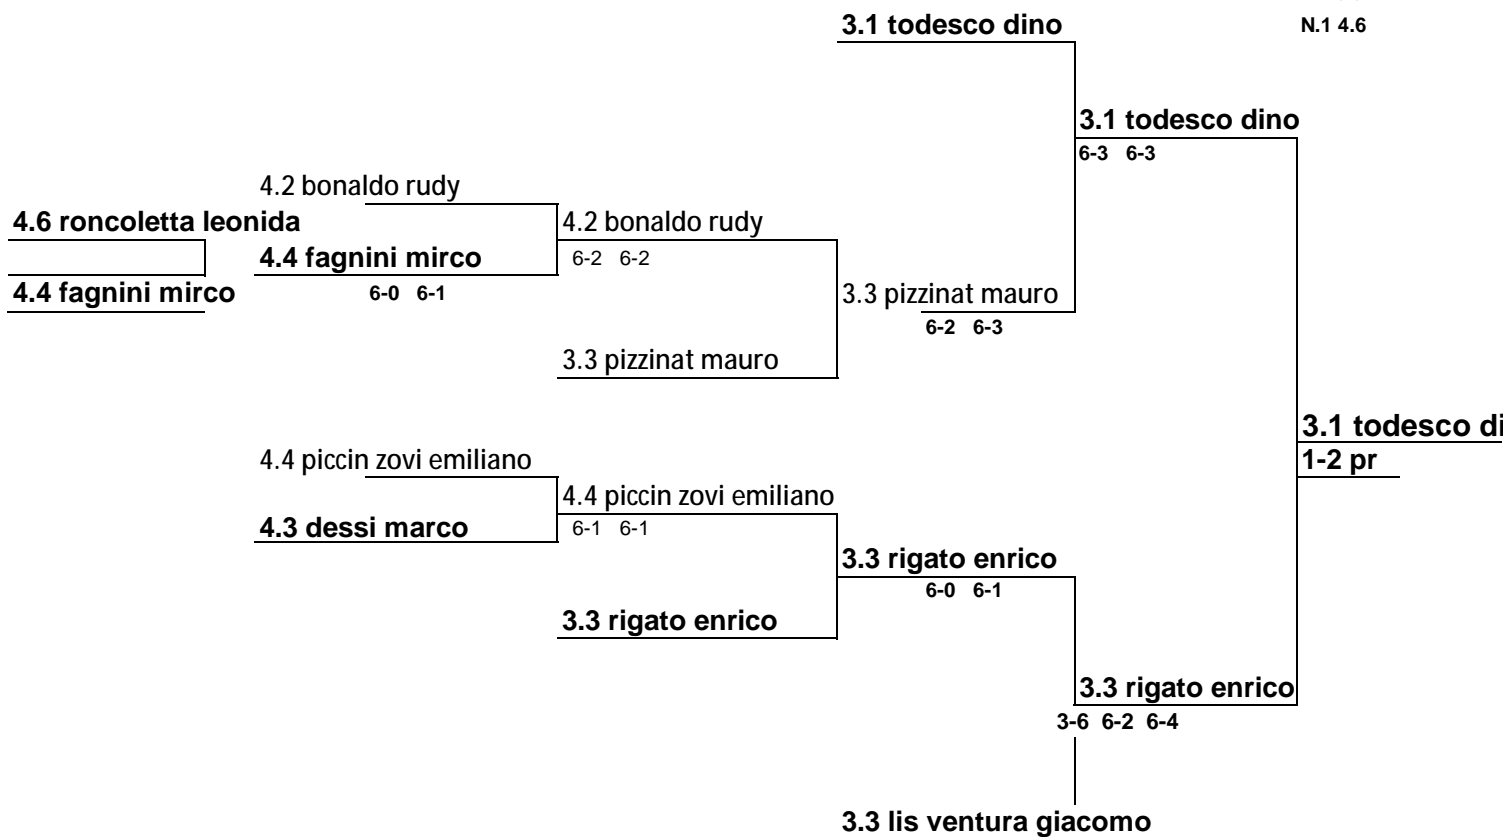 3.1 todesco dino
N.1 4.6
3.1 todesco dino
6-3 6-3
4.2 bonaldo rudy
4.6 roncoletta leonida
4.2 bonaldo rudy
4.4 fagnini mirco
6-2 6-2
4.4 fagnini mirco
6-0 6-1
3.3 pizzinat mauro
6-2 6-3
3.3 pizzinat mauro
3.1 todesco di
4.4 piccin zovi emiliano
1-2 pr
4.4 piccin zovi emiliano
4.3 dessi marco
6-1 6-1
3.3 rigato enrico
6-0 6-1
3.3 rigato enrico
3.3 rigato enrico
3-6 6-2 6-4
3.3 lis ventura giacomo